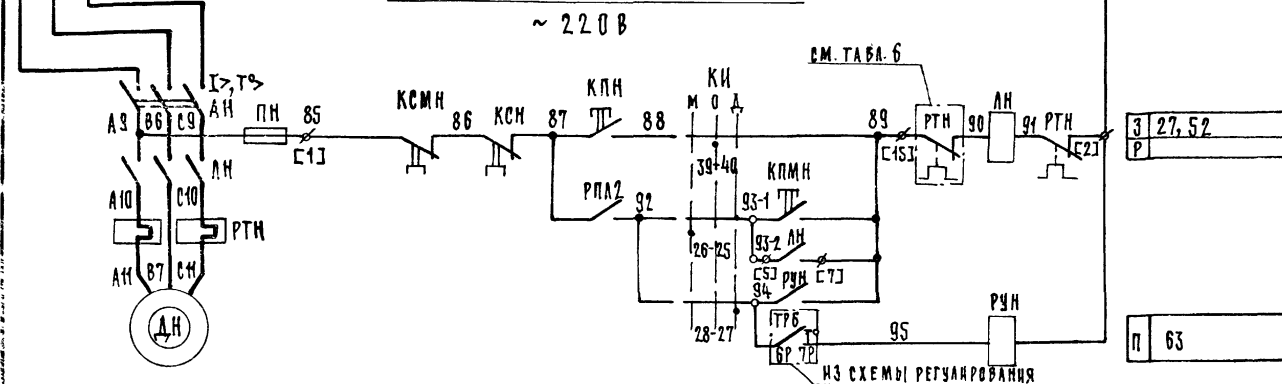 ~ 220В
СМ. ТАБЛ. 6
I>, T°>
АН
ПН
85
[1]
КСМН
86
КСН
87
КПН
88
КИ
М О Д
39-40
89
[15]
РТН
90
ЛН
91
РТН
[2]
З 27, 52
Р
А9 В6 С9
ЛН
А10 С10
РТН
А11 В7 С11
ДН
РПЛ2
92
26-25
93-1
КПМН
93-2
ЛН
[5]
[7]
94
РУН
28-27
ТРБ
T°
6Р 7Р
95
РУН
П 63
ИЗ СХЕМЫ РЕГУЛИРОВАНИЯ